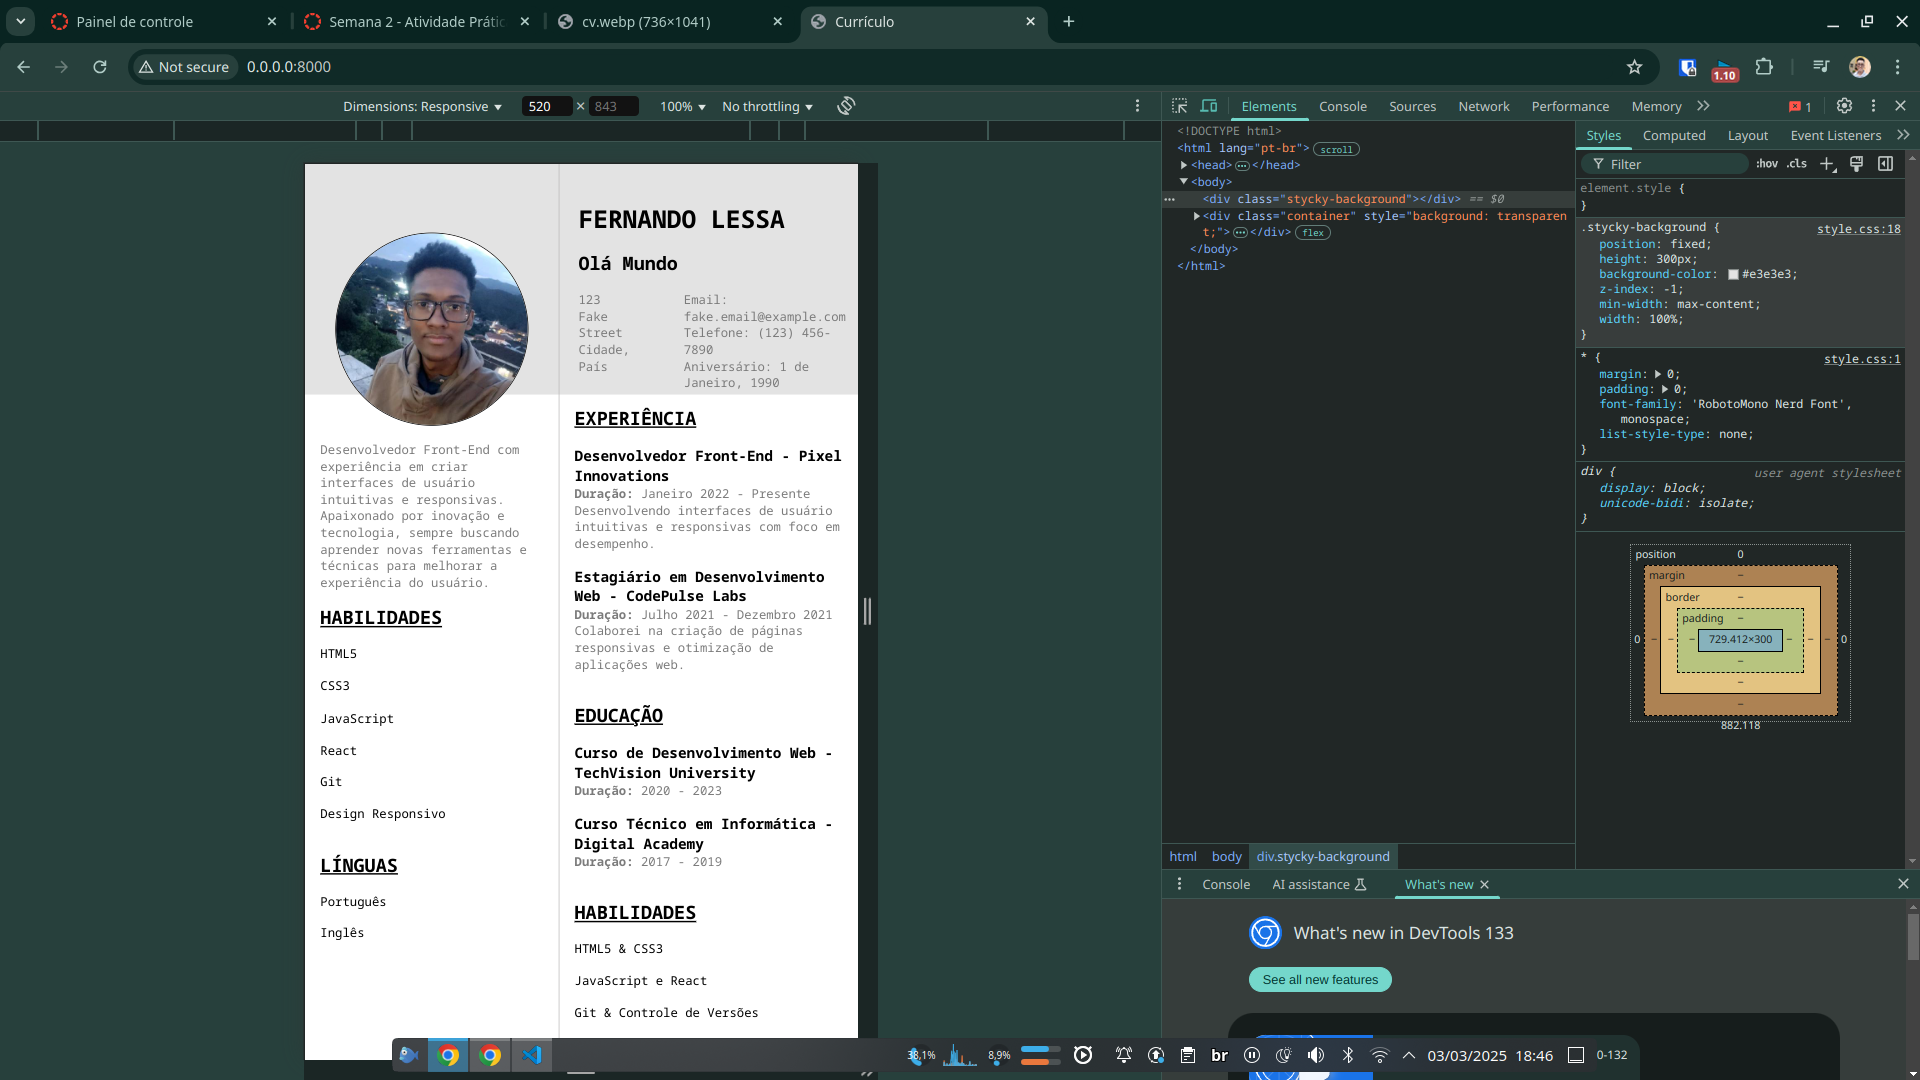 Painel de controle
Semana 2 - Atividade Prátic
cv.webp (736×1041)
Currículo
Not secure
0.0.0.0:8000
1.10
Dimensions: Responsive
520 × 843
100%
No throttling
Elements
Console
Sources
Network
Performance
Memory
1
FERNANDO LESSA
Olá Mundo
123
Fake
Street
Cidade,
País
Email:
fake.email@example.com
Telefone: (123) 456-
7890
Aniversário: 1 de
Janeiro, 1990
Desenvolvedor Front-End com
experiência em criar
interfaces de usuário
intuitivas e responsivas.
Apaixonado por inovação e
tecnologia, sempre buscando
aprender novas ferramentas e
técnicas para melhorar a
experiência do usuário.
HABILIDADES
HTML5
CSS3
JavaScript
React
Git
Design Responsivo
LÍNGUAS
Português
Inglês
EXPERIÊNCIA
Desenvolvedor Front-End - Pixel
Innovations
Duração: Janeiro 2022 - Presente
Desenvolvendo interfaces de usuário
intuitivas e responsivas com foco em
desempenho.
Estagiário em Desenvolvimento
Web - CodePulse Labs
Duração: Julho 2021 - Dezembro 2021
Colaborei na criação de páginas
responsivas e otimização de
aplicações web.
EDUCAÇÃO
Curso de Desenvolvimento Web -
TechVision University
Duração: 2020 - 2023
Curso Técnico em Informática -
Digital Academy
Duração: 2017 - 2019
HABILIDADES
HTML5 & CSS3
JavaScript e React
Git & Controle de Versões
<!DOCTYPE html>
<html lang="pt-br"> scroll
<head> ⋯ </head>
<body>
<div class="stycky-background"></div> == $0
<div class="container" style="background: transparen
t;"> ⋯ </div> flex
</body>
</html>
html
body
div.stycky-background
Styles
Computed
Layout
Event Listeners
Filter
:hov
.cls
element.style {
}
.stycky-background {
style.css:18
position: fixed;
height: 300px;
background-color: #e3e3e3;
z-index: -1;
min-width: max-content;
width: 100%;
}
* {
style.css:1
margin: 0;
padding: 0;
font-family: 'RobotoMono Nerd Font',
monospace;
list-style-type: none;
}
div {
user agent stylesheet
display: block;
unicode-bidi: isolate;
}
position 0
margin –
border –
padding –
0 – – – 729.412×300 – – – 0
–
–
–
882.118
Console
AI assistance
What's new
What's new in DevTools 133
See all new features
38,1%
8,9%
br
03/03/2025 18:46
0-132